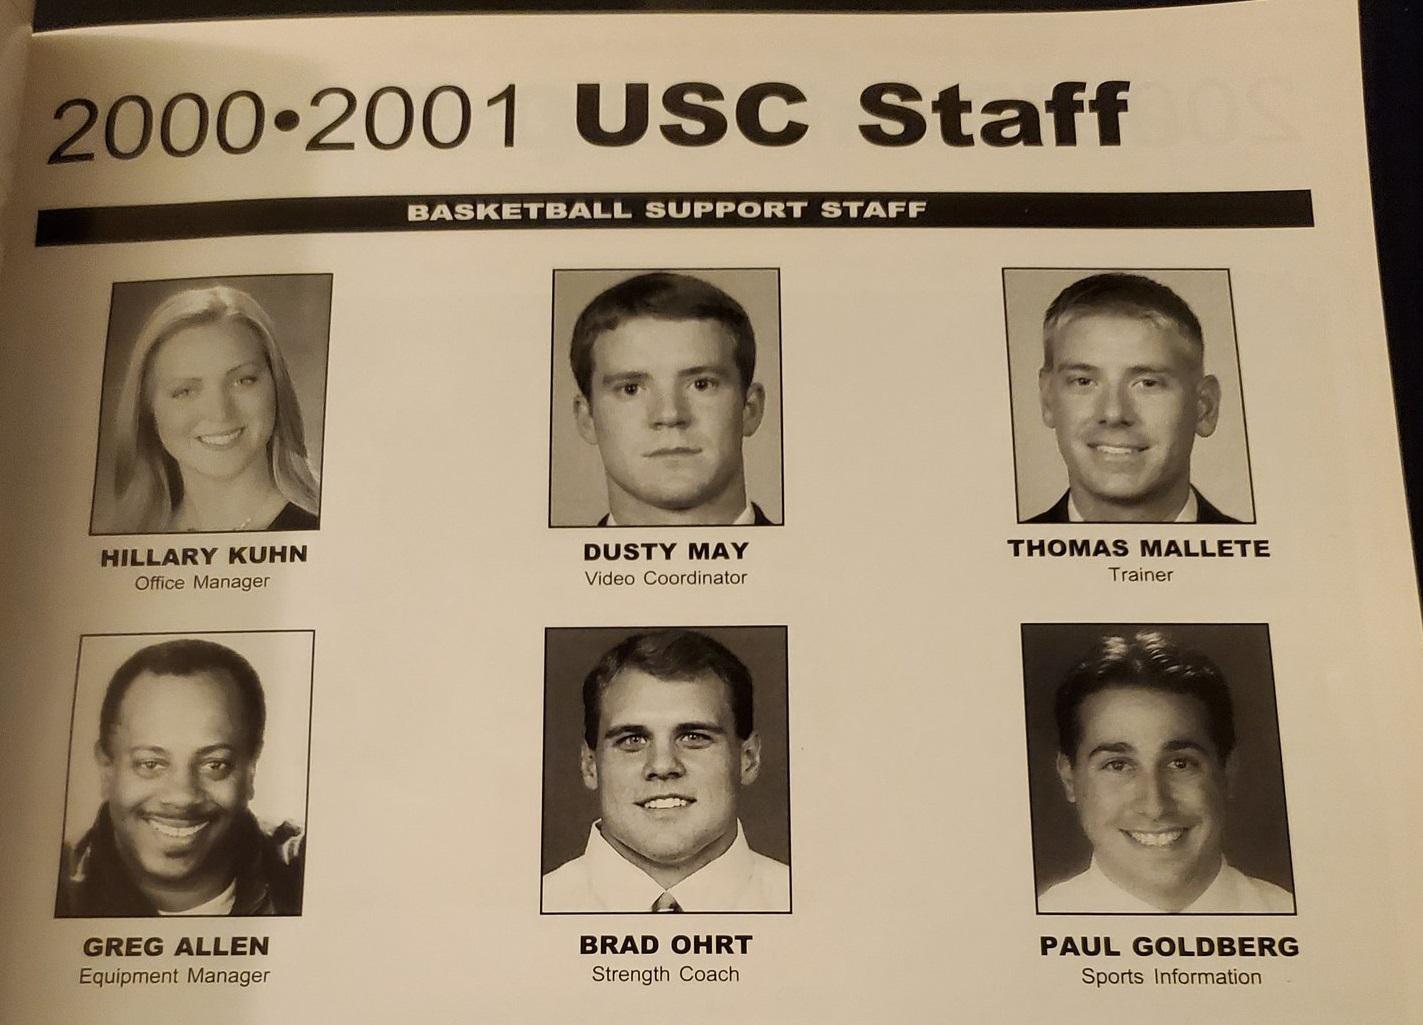 2000•2001 USC Staff
BASKETBALL SUPPORT STAFF
HILLARY KUHN
Office Manager
DUSTY MAY
Video Coordinator
THOMAS MALLETE
Trainer
GREG ALLEN
Equipment Manager
BRAD OHRT
Strength Coach
PAUL GOLDBERG
Sports Information